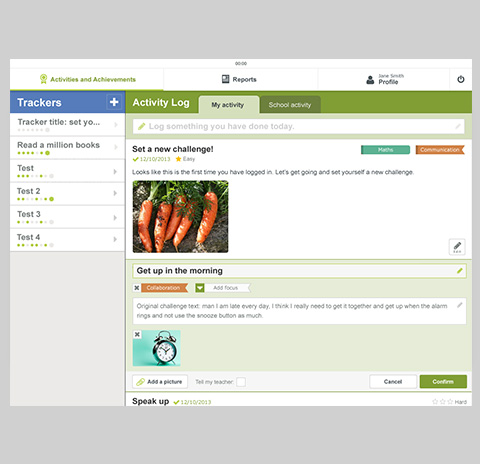 00:00
Activities and Achievements
Reports
Jane Smith
Profile
Trackers
Activity Log
My activity
School activity
Tracker title: set yo...
Read a million books
Test
Test 2
Test 3
Test 4
Log something you have done today.
Set a new challenge!
Maths
Communication
12/10/2013
Easy
Looks like this is the first time you have logged in. Let's get going and set yourself a new challenge.
EDIT
Get up in the morning
Collaboration
Add focus
Original challenge text: man I am late every day, I think I really need to get it together and get up when the alarm
rings and not use the snooze button as much.
Add a picture
Tell my teacher:
Cancel
Confirm
Speak up
12/10/2013
Hard